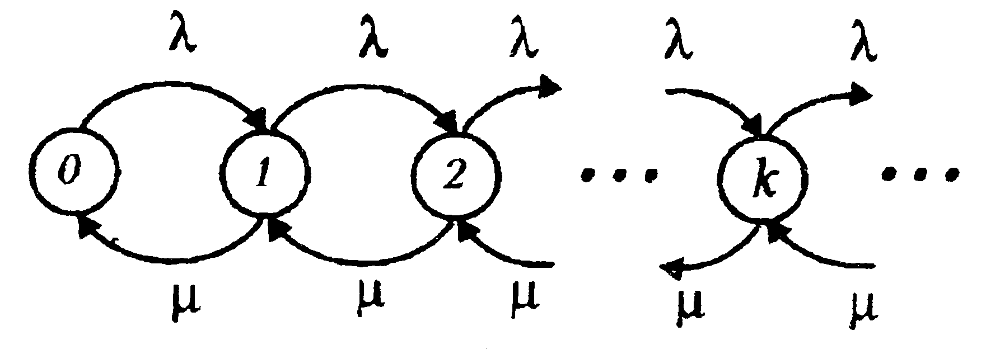 λ λ λ λ λ
0 1 2 ••• k •••
μ μ μ μ μ